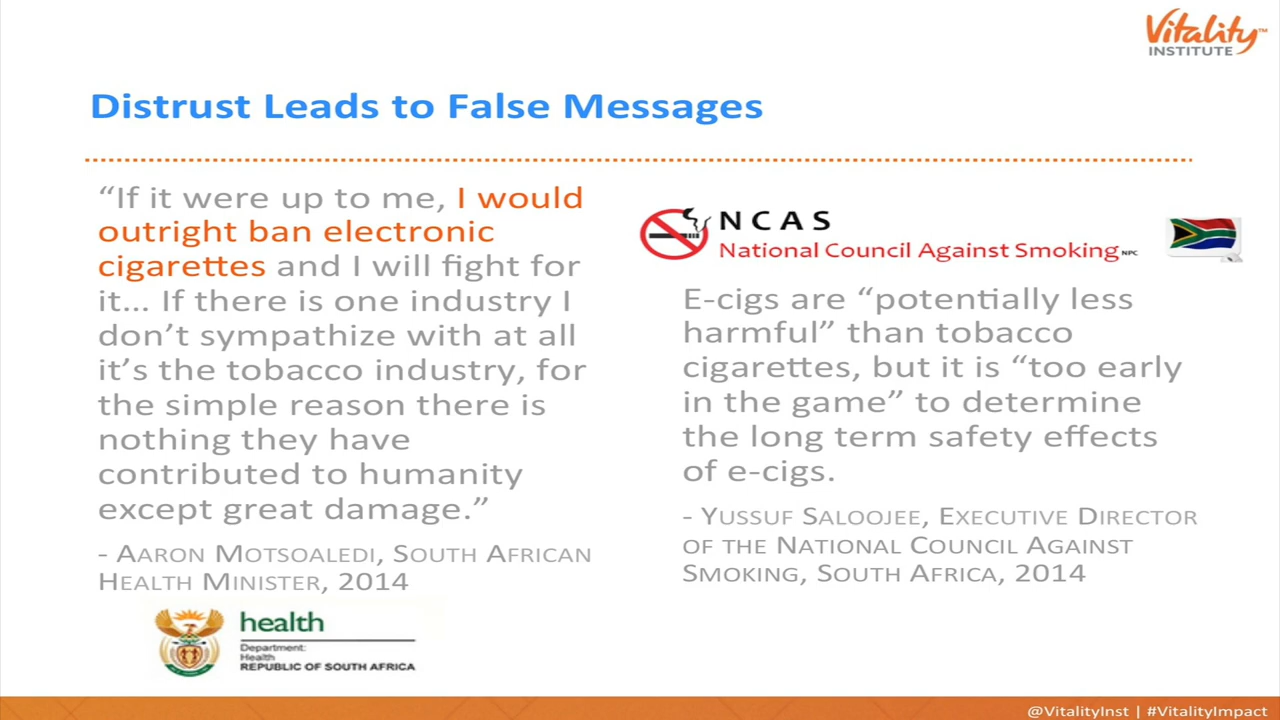 Vitality™
INSTITUTE
Distrust Leads to False Messages
“If it were up to me, I would
outright ban electronic
cigarettes and I will fight for
it... If there is one industry I
don’t sympathize with at all
it’s the tobacco industry, for
the simple reason there is
nothing they have
contributed to humanity
except great damage.”
- AARON MOTSOALEDI, SOUTH AFRICAN
HEALTH MINISTER, 2014
health
Department:
Health
REPUBLIC OF SOUTH AFRICA
NCAS
National Council Against Smoking NPC
E-cigs are “potentially less
harmful” than tobacco
cigarettes, but it is “too early
in the game” to determine
the long term safety effects
of e-cigs.
- YUSSUF SALOOJEE, EXECUTIVE DIRECTOR
OF THE NATIONAL COUNCIL AGAINST
SMOKING, SOUTH AFRICA, 2014
@VitalityInst | #VitalityImpact